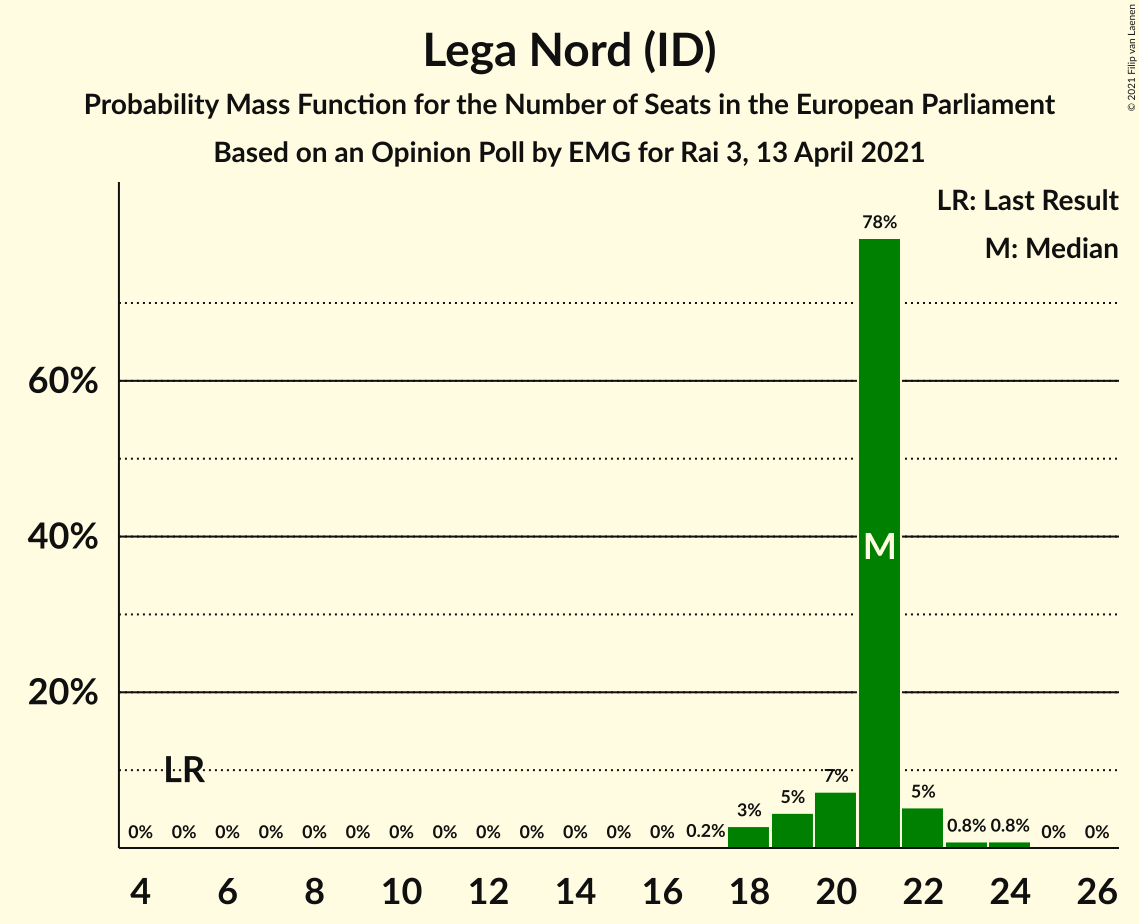 Lega Nord (ID)
Probability Mass Function for the Number of Seats in the European Parliament
Based on an Opinion Poll by EMG for Rai 3, 13 April 2021
© 2021 Filip van Laenen
LR: Last Result
M: Median
78%
60%
40%
M
20%
LR
7%
5%
5%
3%
0% 0% 0% 0% 0% 0% 0% 0% 0% 0% 0% 0% 0% 0.2% 0.8% 0.8% 0% 0%
4 6 8 10 12 14 16 18 20 22 24 26